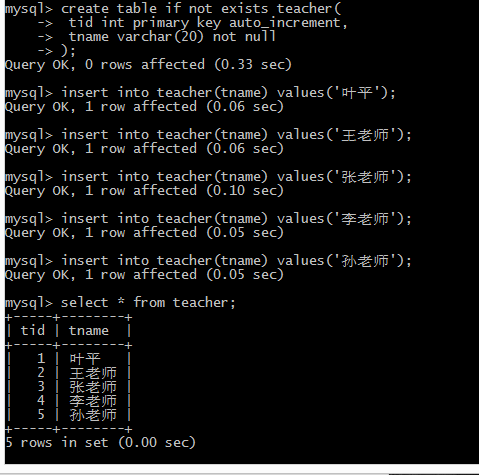 mysql> create table if not exists teacher(
    ->  tid int primary key auto_increment,
    ->  tname varchar(20) not null
    -> );
Query OK, 0 rows affected (0.33 sec)
mysql> insert into teacher(tname) values('叶平');
Query OK, 1 row affected (0.06 sec)
mysql> insert into teacher(tname) values('王老师');
Query OK, 1 row affected (0.06 sec)
mysql> insert into teacher(tname) values('张老师');
Query OK, 1 row affected (0.10 sec)
mysql> insert into teacher(tname) values('李老师');
Query OK, 1 row affected (0.05 sec)
mysql> insert into teacher(tname) values('孙老师');
Query OK, 1 row affected (0.05 sec)
mysql> select * from teacher;
+-----+--------+
| tid | tname  |
+-----+--------+
|   1 | 叶平   |
|   2 | 王老师 |
|   3 | 张老师 |
|   4 | 李老师 |
|   5 | 孙老师 |
+-----+--------+
5 rows in set (0.00 sec)